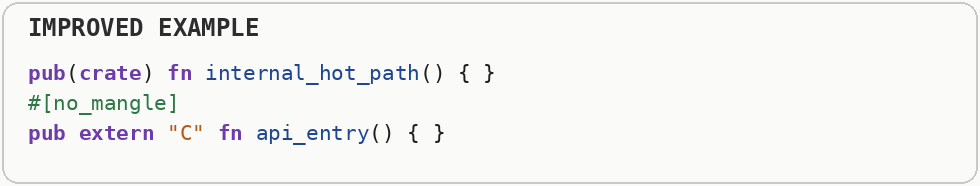 IMPROVED EXAMPLE
pub(crate) fn internal_hot_path() { }
#[no_mangle]
pub extern "C" fn api_entry() { }